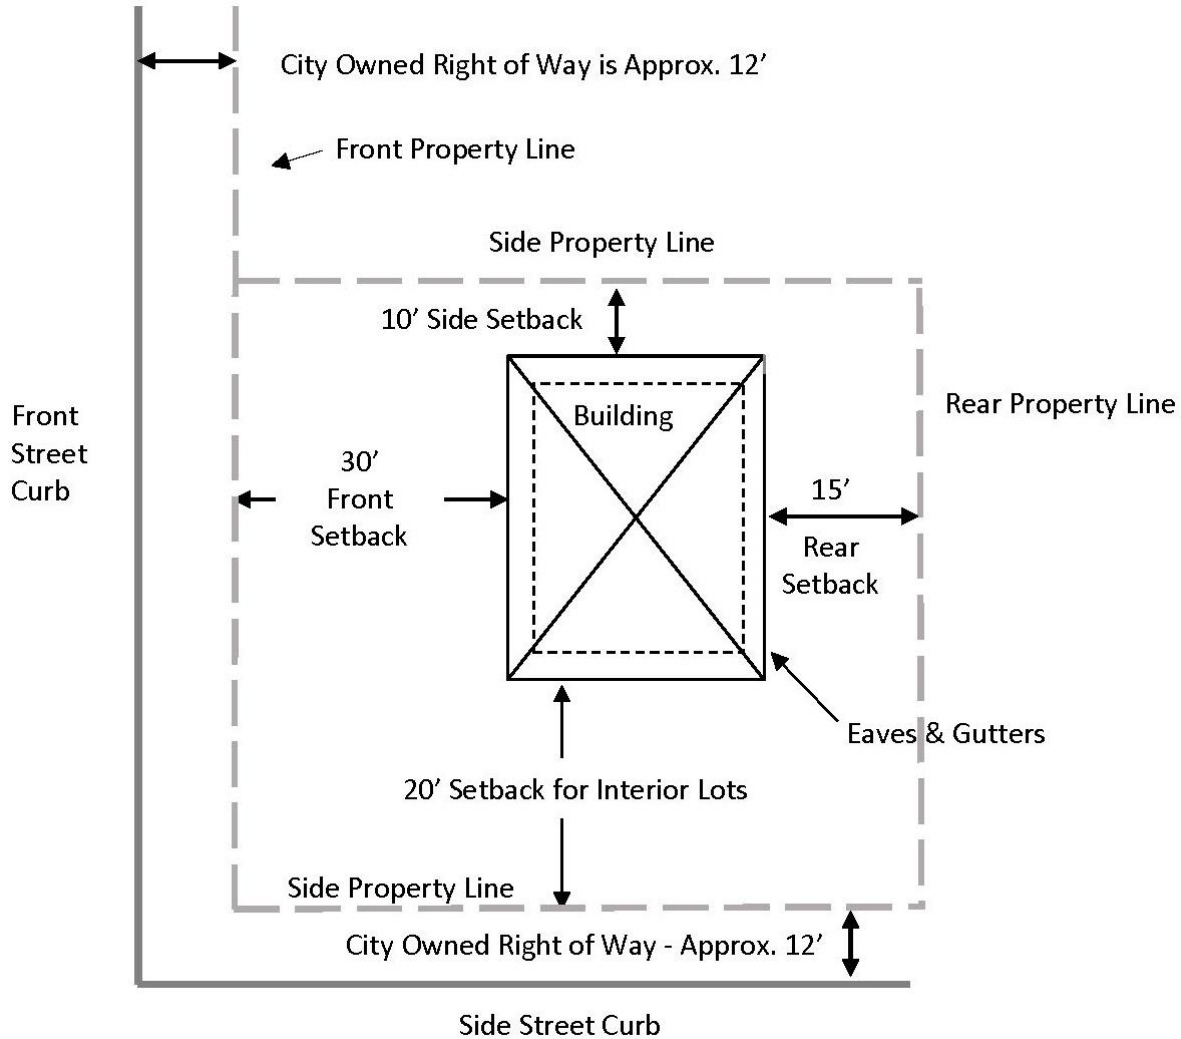 City Owned Right of Way is Approx. 12’
Front Property Line
Side Property Line
10’ Side Setback
Building
Rear Property Line
Front
Street
Curb
30’
Front
Setback
15’
Rear
Setback
Eaves & Gutters
20’ Setback for Interior Lots
Side Property Line
City Owned Right of Way - Approx. 12’
Side Street Curb